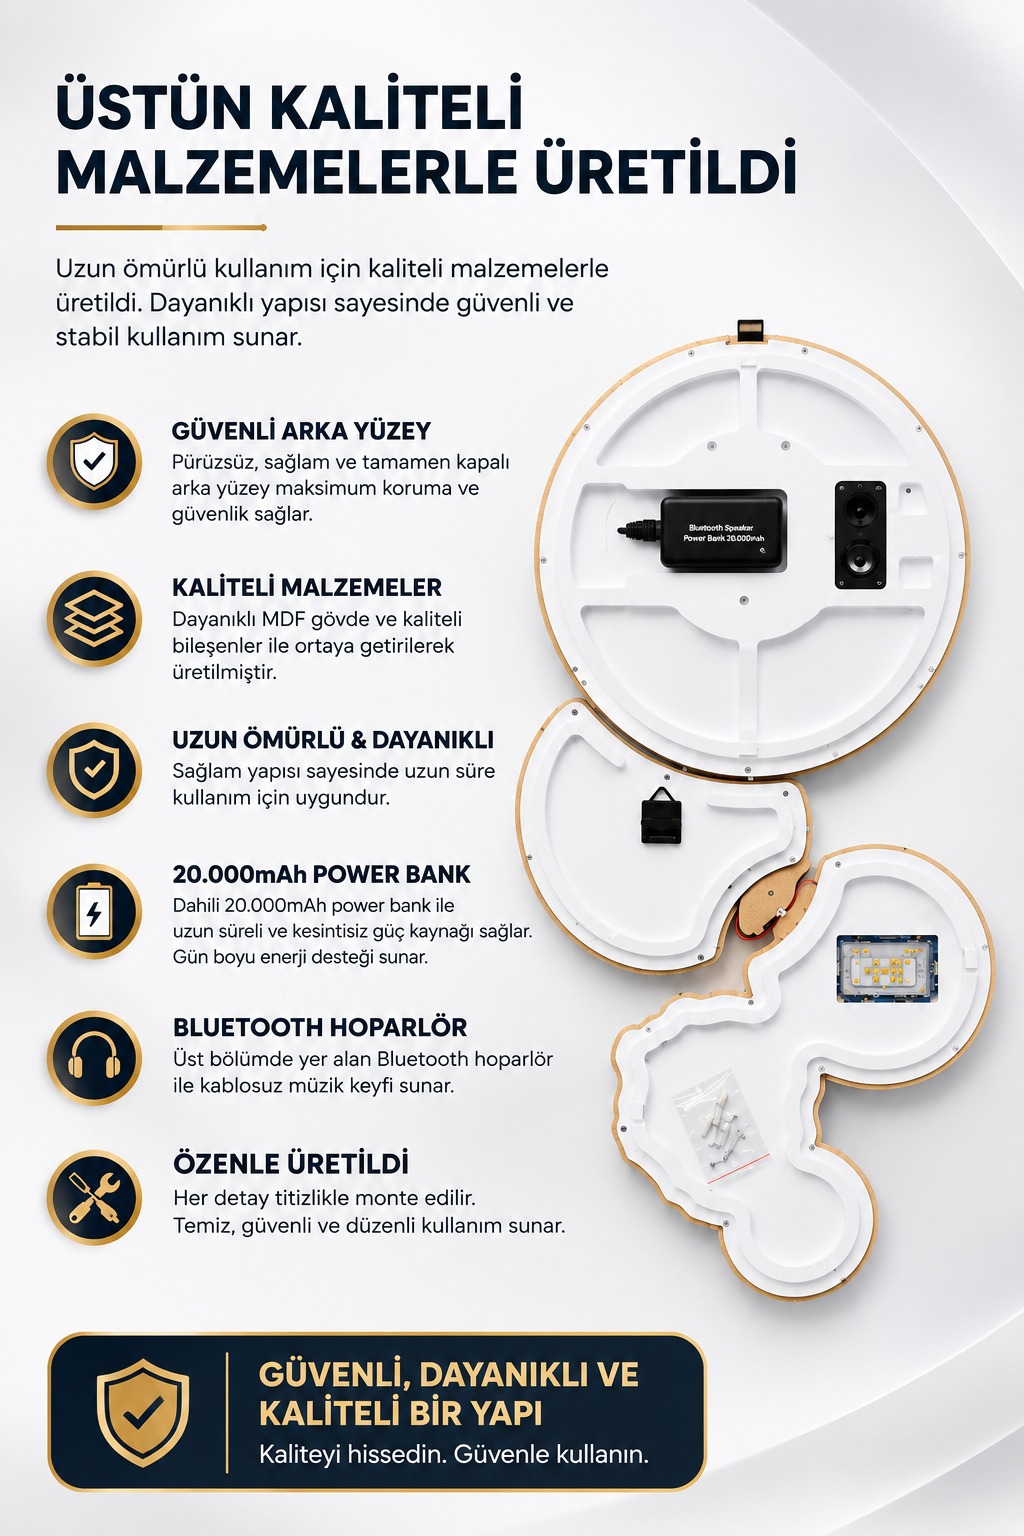 ÜSTÜN KALİTELİ
MALZEMELERLE ÜRETİLDİ
Uzun ömürlü kullanım için kaliteli malzemelerle
üretildi. Dayanıklı yapısı sayesinde güvenli ve
stabil kullanım sunar.
GÜVENLİ ARKA YÜZEY
Pürüzsüz, sağlam ve tamamen kapalı
arka yüzey maksimum koruma ve
güvenlik sağlar.
KALİTELİ MALZEMELER
Dayanıklı MDF gövde ve kaliteli
bileşenler ile ortaya getirilerek
üretilmiştir.
UZUN ÖMÜRLÜ & DAYANIKLI
Sağlam yapısı sayesinde uzun süre
kullanım için uygundur.
20.000mAh POWER BANK
Dahili 20.000mAh power bank ile
uzun süreli ve kesintisiz güç kaynağı sağlar.
Gün boyu enerji desteği sunar.
BLUETOOTH HOPARLÖR
Üst bölümde yer alan Bluetooth hoparlör
ile kablosuz müzik keyfi sunar.
ÖZENLE ÜRETİLDİ
Her detay titizlikle monte edilir.
Temiz, güvenli ve düzenli kullanım sunar.
Bluetooth Speaker
Power Bank 20.000mah
GÜVENLİ, DAYANIKLI VE
KALİTELİ BİR YAPI
Kaliteyi hissedin. Güvenle kullanın.